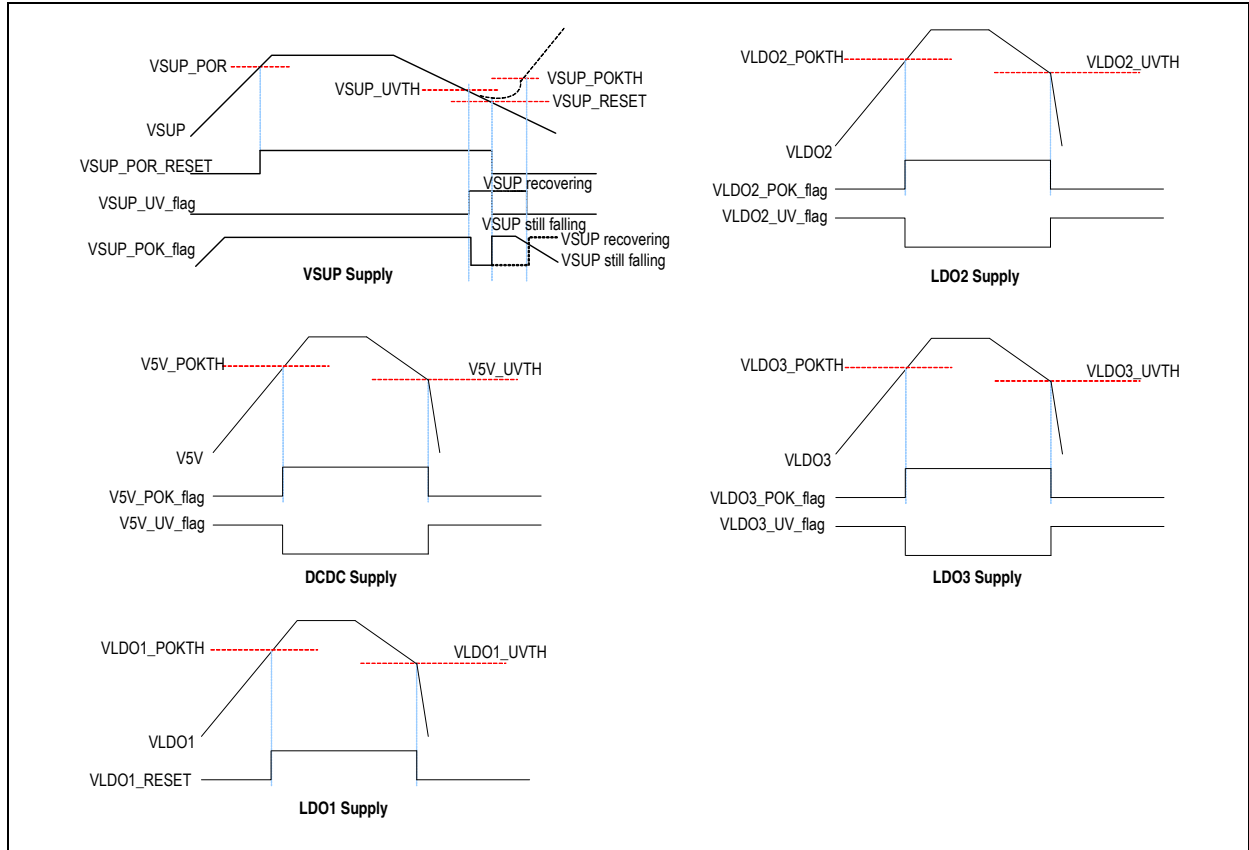 VSUP_POR
VSUP_UVTH
VSUP_POKTH
VSUP_RESET
VSUP
VSUP_POR_RESET
VSUP recovering
VSUP_UV_flag
VSUP still falling
VSUP_POK_flag
VSUP recovering
VSUP still falling
VSUP Supply
VLDO2_POKTH
VLDO2_UVTH
VLDO2
VLDO2_POK_flag
VLDO2_UV_flag
LDO2 Supply
V5V_POKTH
V5V_UVTH
V5V
V5V_POK_flag
V5V_UV_flag
DCDC Supply
VLDO3_POKTH
VLDO3_UVTH
VLDO3
VLDO3_POK_flag
VLDO3_UV_flag
LDO3 Supply
VLDO1_POKTH
VLDO1_UVTH
VLDO1
VLDO1_RESET
LDO1 Supply